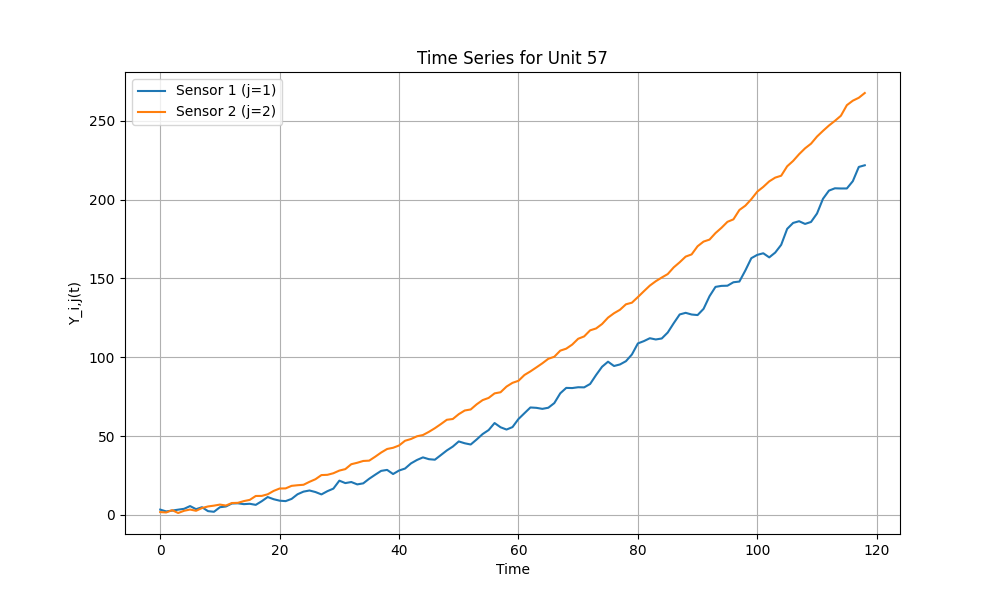 Time Series for Unit 57
Sensor 1 (j=1)
Sensor 2 (j=2)
Y_i,j(t)
250
200
150
100
50
0
0 20 40 60 80 100 120
Time